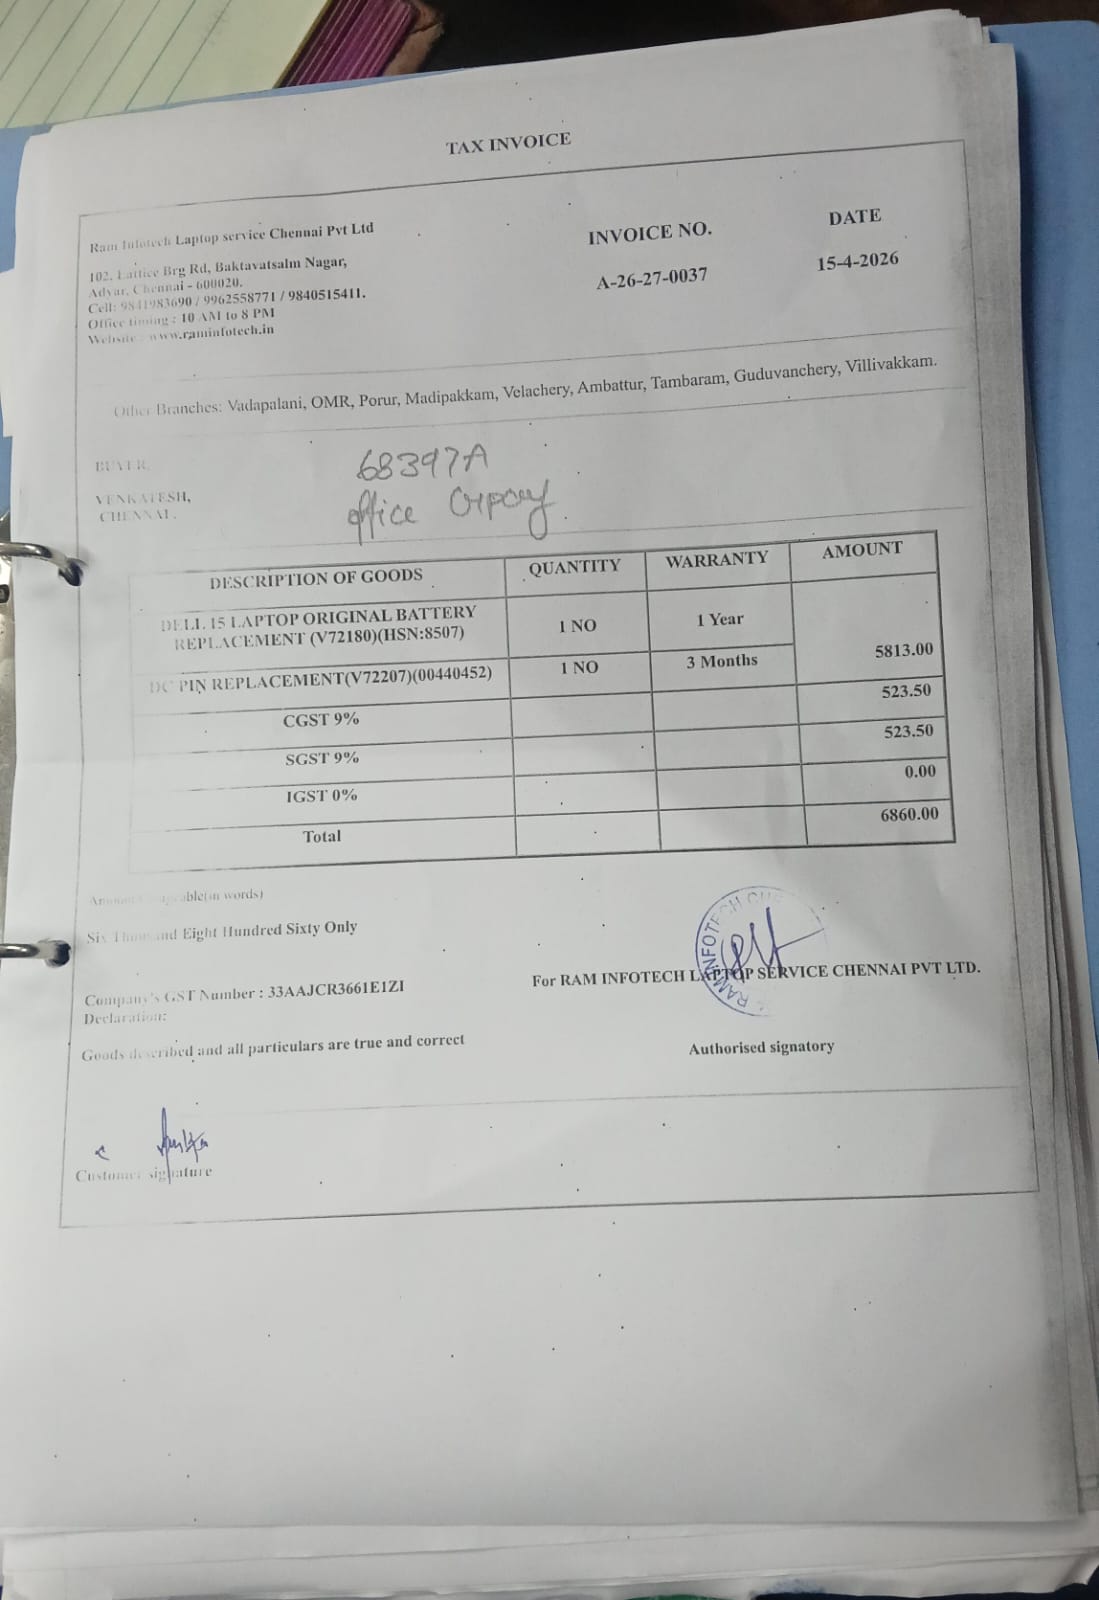 TAX INVOICE
Ram Infotech Laptop service Chennai Pvt Ltd
102, Lattice Brg Rd, Baktavatsalm Nagar,
Adyar, Chennai - 600020.
Cell: 9841983690 / 9962558771 / 9840515411.
Office timing : 10 AM to 8 PM
Website : www.raminfotech.in
INVOICE NO.
A-26-27-0037
DATE
15-4-2026
Other Branches: Vadapalani, OMR, Porur, Madipakkam, Velachery, Ambattur, Tambaram, Guduvanchery, Villivakkam.
BUYER,
VENKATESH,
CHENNAI.
68397A
office
DESCRIPTION OF GOODS QUANTITY WARRANTY AMOUNT
DELL 15 LAPTOP ORIGINAL BATTERY
REPLACEMENT (V72180)(HSN:8507) 1 NO 1 Year
5813.00
DC PIN REPLACEMENT(V72207)(00440452) 1 NO 3 Months
CGST 9% 523.50
SGST 9% 523.50
IGST 0% 0.00
Total 6860.00
Amount (in words)
Six Thousand Eight Hundred Sixty Only
Company's GST Number : 33AAJCR3661E1ZI
Declaration:
Goods described and all particulars are true and correct
RAM INFOTECH
For RAM INFOTECH LAPTOP SERVICE CHENNAI PVT LTD.
Authorised signatory
Customer signature